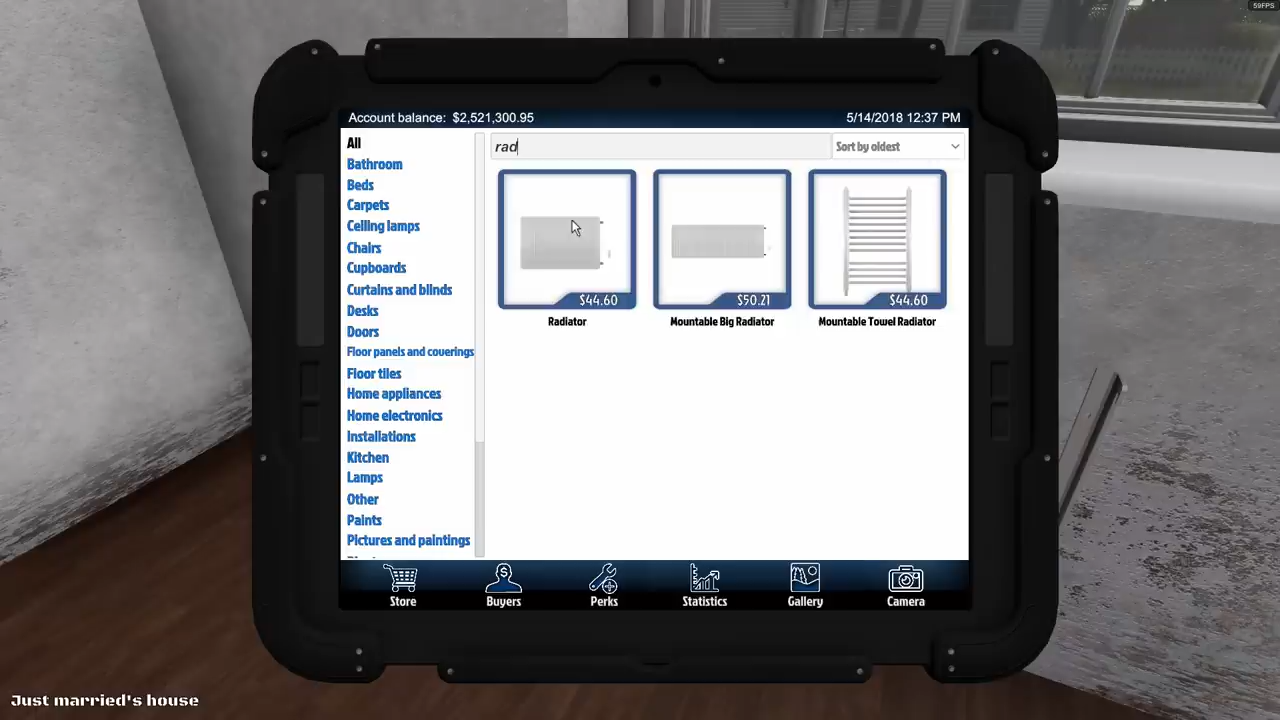 59FPS
Account balance: $2,521,300.95
5/14/2018 12:37 PM
All
Bathroom
Beds
Carpets
Ceiling lamps
Chairs
Cupboards
Curtains and blinds
Desks
Doors
Floor panels and coverings
Floor tiles
Home appliances
Home electronics
Installations
Kitchen
Lamps
Other
Paints
Pictures and paintings
rad
Sort by oldest
$44.60
$50.21
$44.60
Radiator
Mountable Big Radiator
Mountable Towel Radiator
Store
Buyers
Perks
Statistics
Gallery
Camera
Just married's house